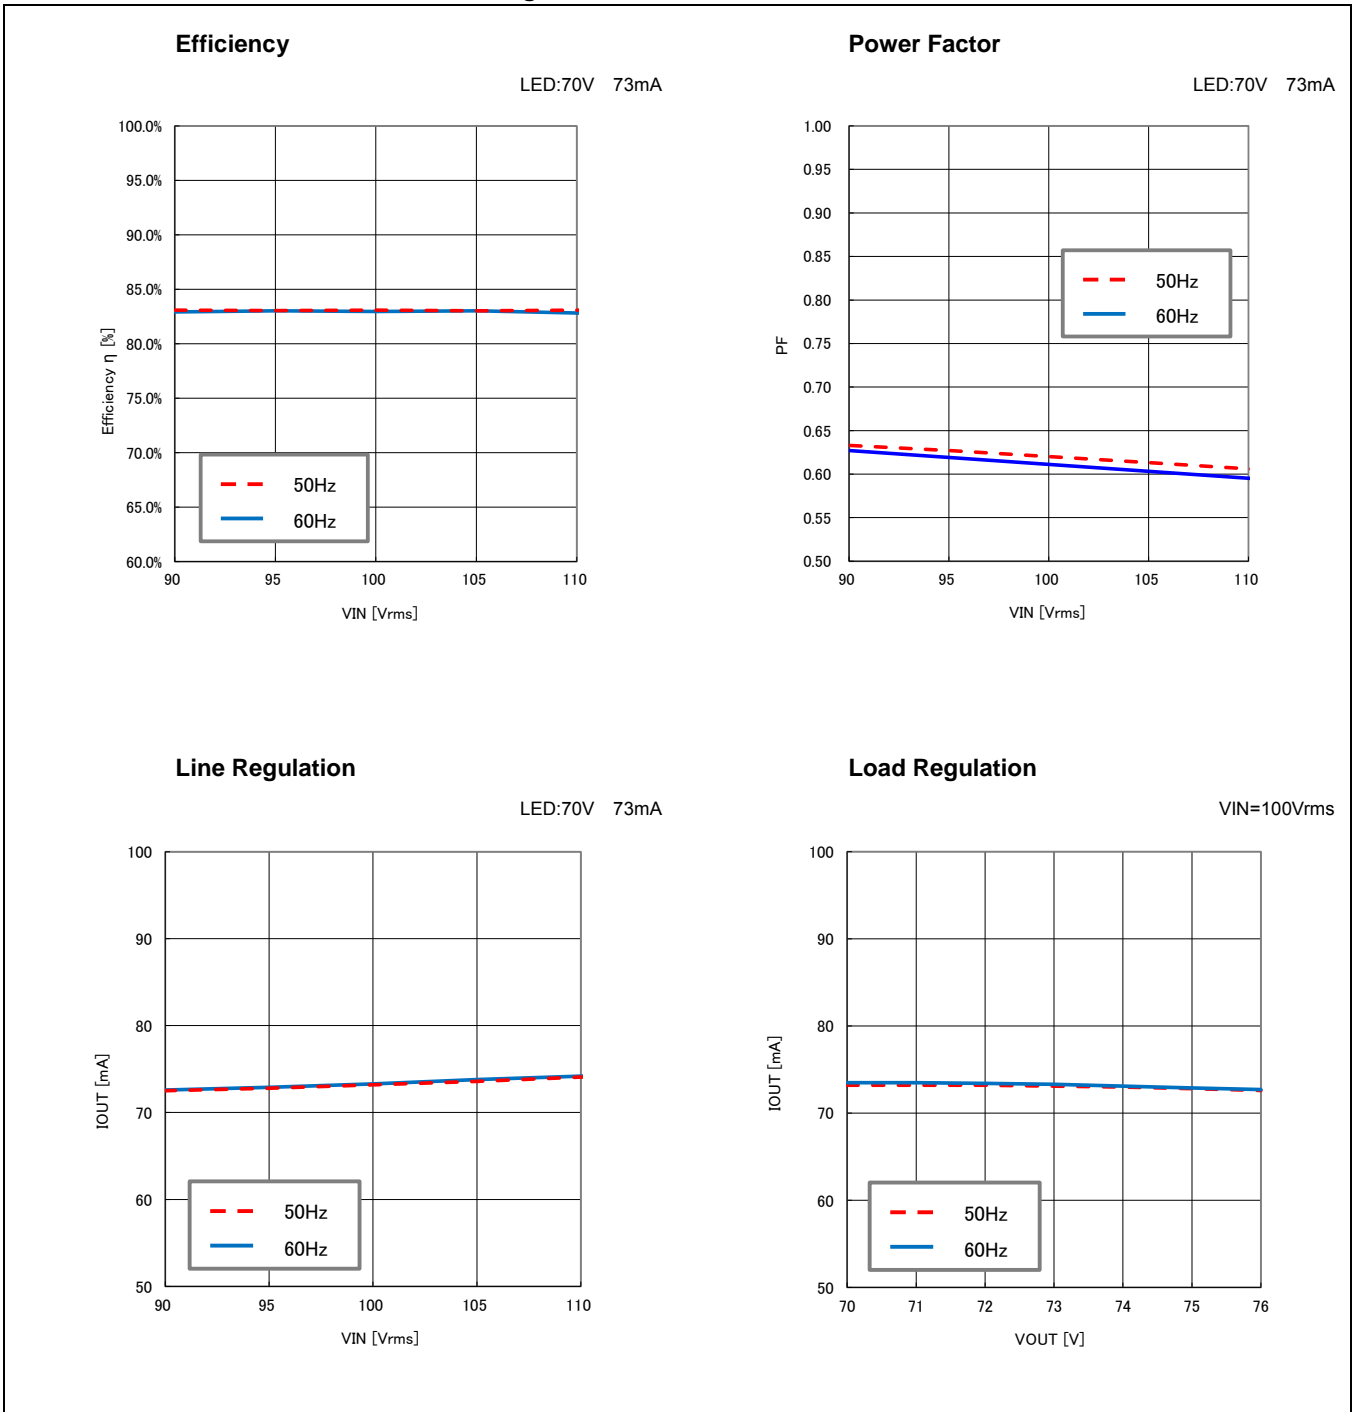 Efficiency
LED:70V 73mA
100.0%
95.0%
90.0%
85.0%
80.0%
75.0%
70.0%
65.0%
60.0%
Efficiency η [%]
50Hz
60Hz
90 95 100 105 110
VIN [Vrms]
Power Factor
LED:70V 73mA
1.00
0.95
0.90
0.85
0.80
0.75
0.70
0.65
0.60
0.55
0.50
PF
50Hz
60Hz
90 95 100 105 110
VIN [Vrms]
Line Regulation
LED:70V 73mA
100
90
80
70
60
50
IOUT [mA]
50Hz
60Hz
90 95 100 105 110
VIN [Vrms]
Load Regulation
VIN=100Vrms
100
90
80
70
60
50
IOUT [mA]
50Hz
60Hz
70 71 72 73 74 75 76
VOUT [V]